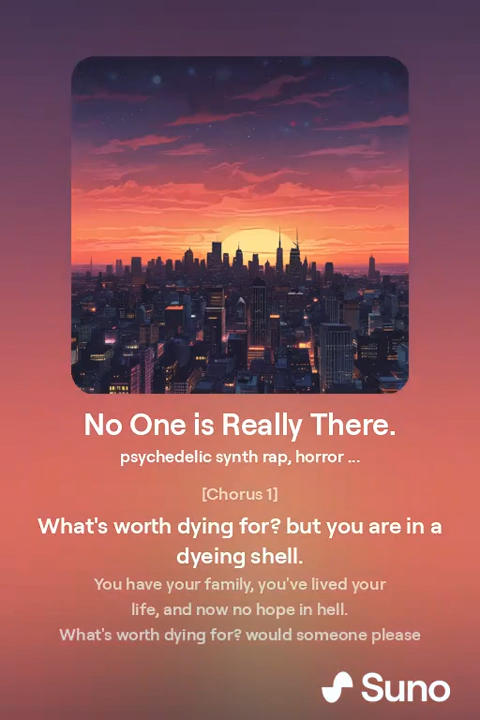 No One is Really There.
psychedelic synth rap, horror ...
[Chorus 1]
What's worth dying for? but you are in a
dyeing shell.
You have your family, you've lived your
life, and now no hope in hell.
What's worth dying for? would someone please
Suno